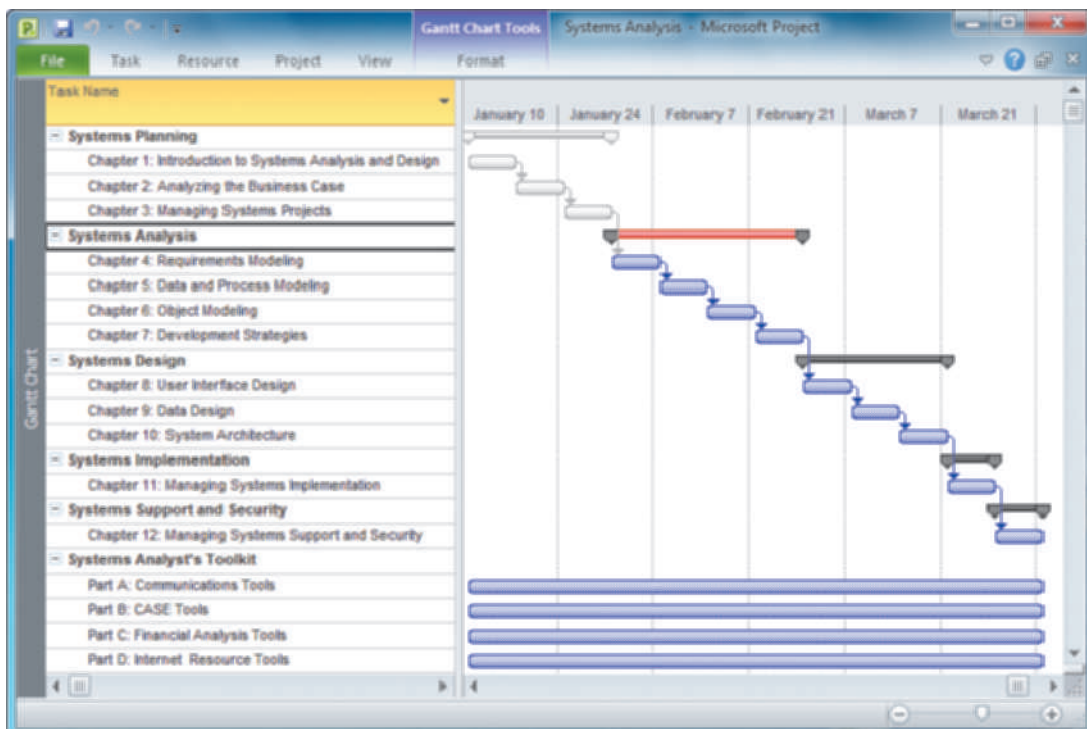 Gantt Chart Tools
Systems Analysis - Microsoft Project
File Task Resource Project View Format
Task Name
January 10 January 24 February 7 February 21 March 7 March 21
Systems Planning
Chapter 1: Introduction to Systems Analysis and Design
Chapter 2: Analyzing the Business Case
Chapter 3: Managing Systems Projects
Systems Analysis
Chapter 4: Requirements Modeling
Chapter 5: Data and Process Modeling
Chapter 6: Object Modeling
Chapter 7: Development Strategies
Systems Design
Chapter 8: User Interface Design
Chapter 9: Data Design
Chapter 10: System Architecture
Systems Implementation
Chapter 11: Managing Systems Implementation
Systems Support and Security
Chapter 12: Managing Systems Support and Security
Systems Analyst's Toolkit
Part A: Communications Tools
Part B: CASE Tools
Part C: Financial Analysis Tools
Part D: Internet Resource Tools
Gantt Chart